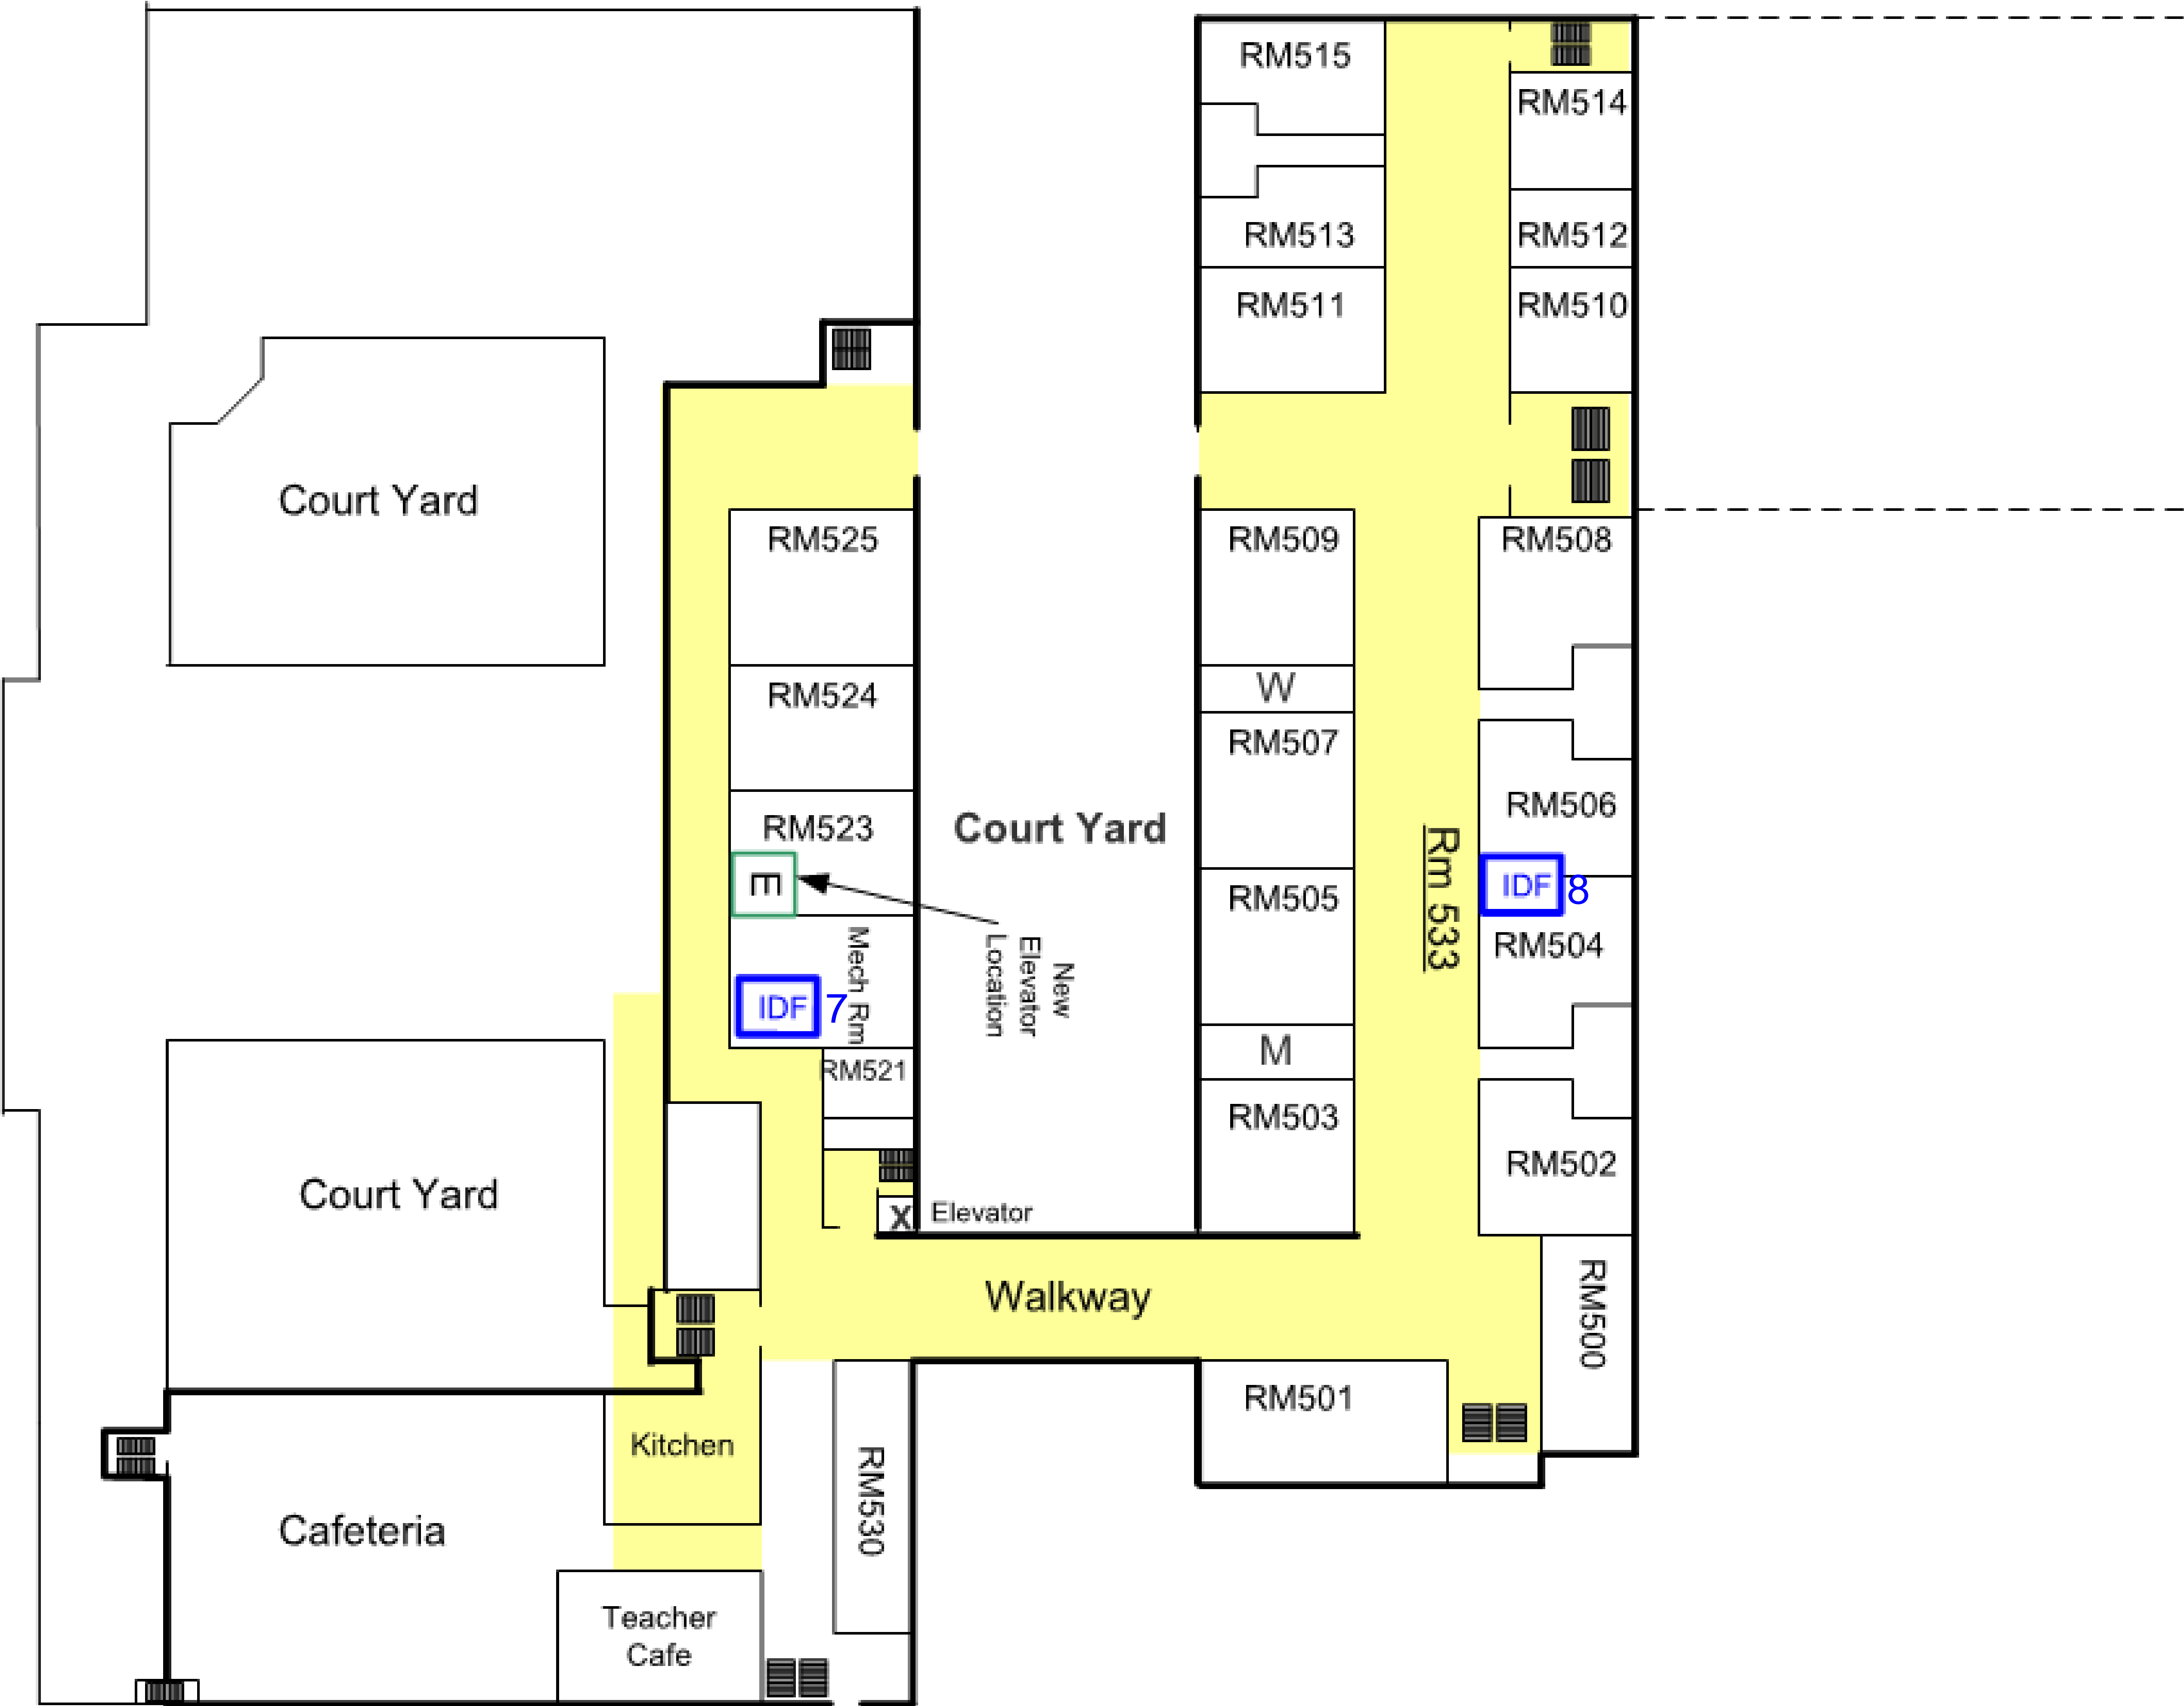 RM515
RM514
RM513
RM512
RM511
RM510
Court Yard
RM525
RM509
RM508
RM524
W
RM507
RM523
Court Yard
RM506
E
Rm 533
IDF 8
RM505
RM504
Mech Rm
New
Elevator
Location
IDF 7
M
RM521
RM503
RM502
Court Yard
X Elevator
Walkway
RM500
RM501
Kitchen
RM530
Cafeteria
Teacher
Cafe